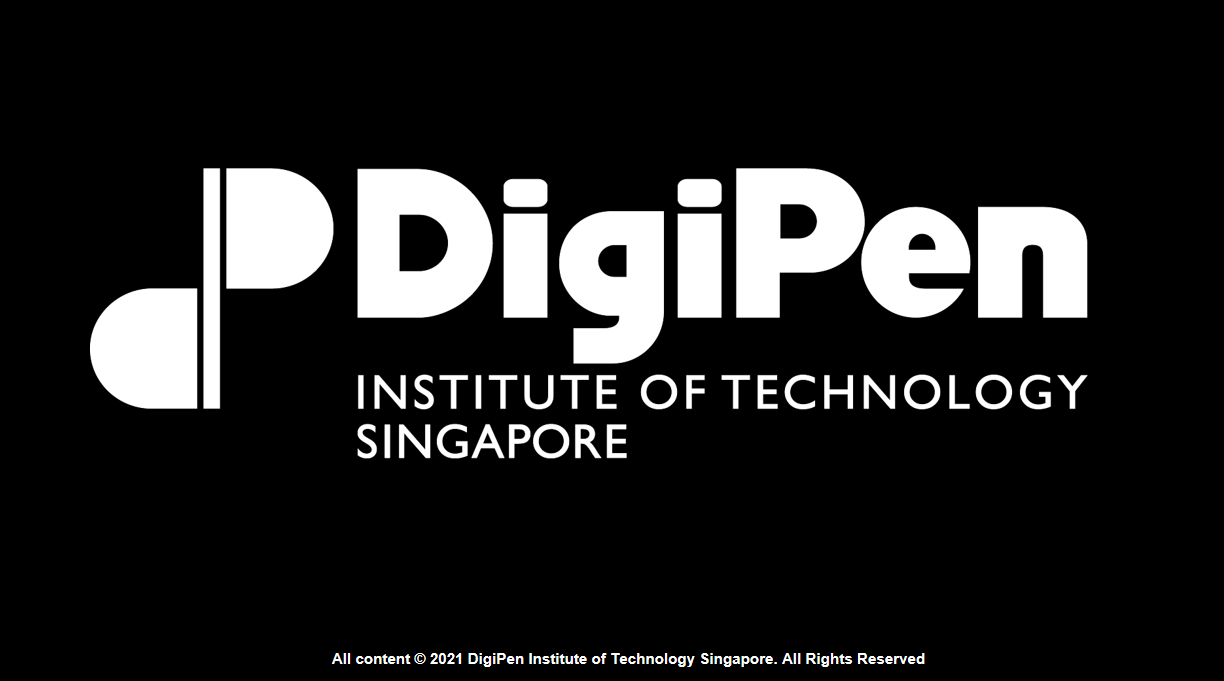 DigiPen
INSTITUTE OF TECHNOLOGY
SINGAPORE
All content © 2021 DigiPen Institute of Technology Singapore. All Rights Reserved